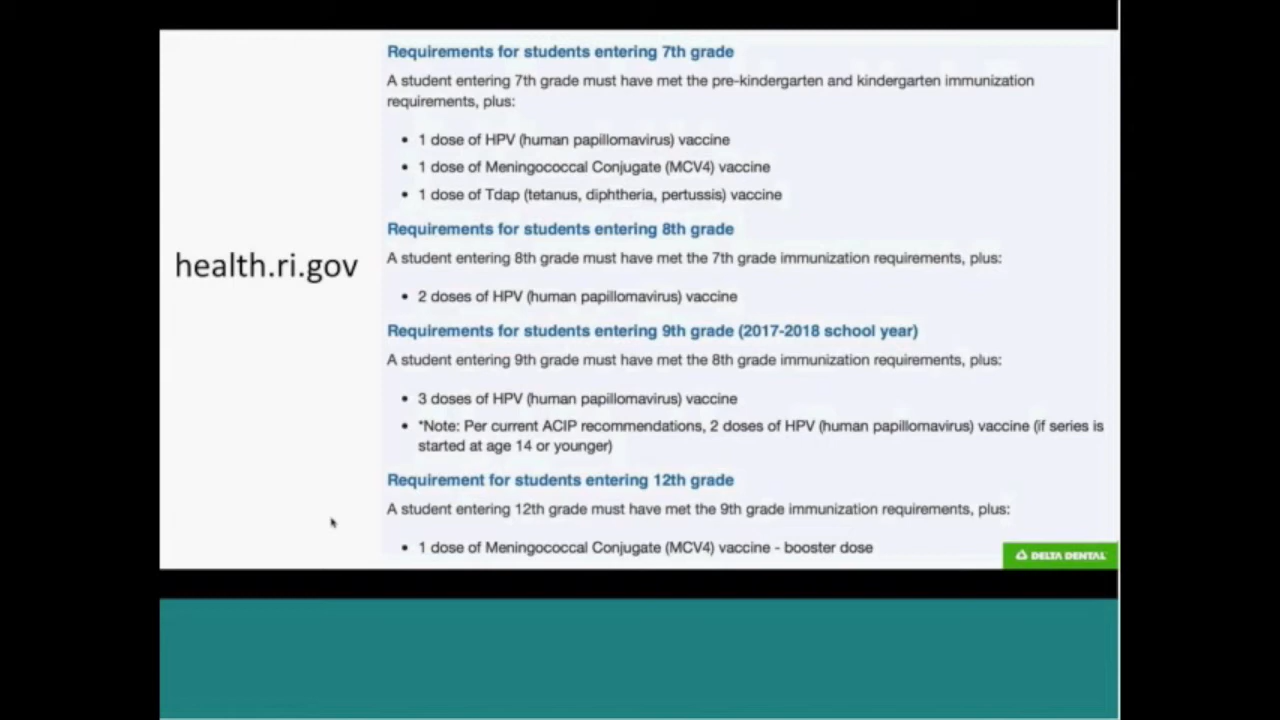 Requirements for students entering 7th grade
A student entering 7th grade must have met the pre-kindergarten and kindergarten immunization
requirements, plus:
• 1 dose of HPV (human papillomavirus) vaccine
• 1 dose of Meningococcal Conjugate (MCV4) vaccine
• 1 dose of Tdap (tetanus, diphtheria, pertussis) vaccine
Requirements for students entering 8th grade
health.ri.gov
A student entering 8th grade must have met the 7th grade immunization requirements, plus:
• 2 doses of HPV (human papillomavirus) vaccine
Requirements for students entering 9th grade (2017-2018 school year)
A student entering 9th grade must have met the 8th grade immunization requirements, plus:
• 3 doses of HPV (human papillomavirus) vaccine
• *Note: Per current ACIP recommendations, 2 doses of HPV (human papillomavirus) vaccine (if series is
started at age 14 or younger)
Requirement for students entering 12th grade
A student entering 12th grade must have met the 9th grade immunization requirements, plus:
• 1 dose of Meningococcal Conjugate (MCV4) vaccine - booster dose
DELTA DENTAL